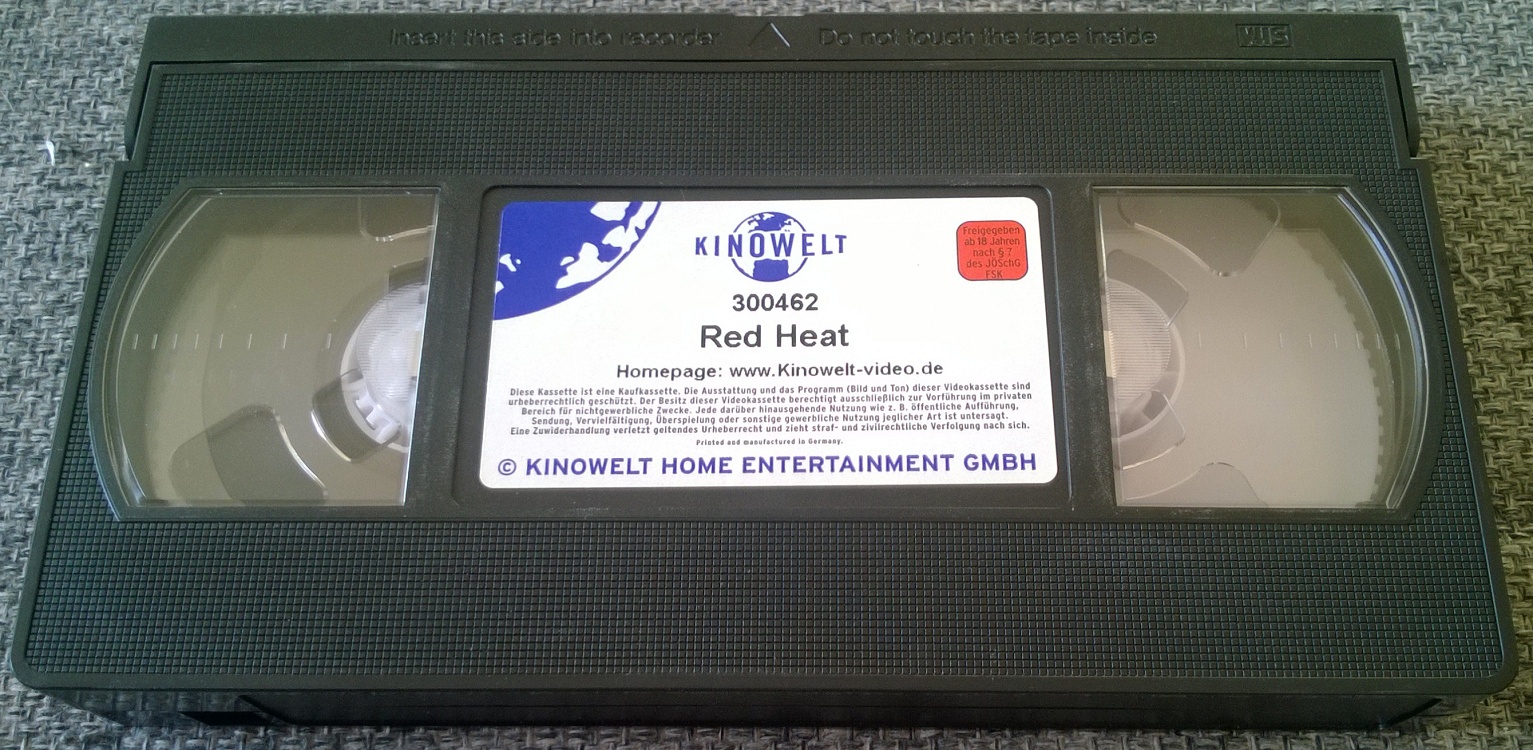 Insert this side into recorder Do not touch the tape inside VHS
KINOWELT
Freigegeben
ab 18 Jahren
nach § 7
des JÖSchG
FSK
300462
Red Heat
Homepage: www.Kinowelt-video.de
Diese Kassette ist eine Kaufkassette. Die Ausstattung und das Programm (Bild und Ton) dieser Videokassette sind
urheberrechtlich geschützt. Der Besitz dieser Videokassette berechtigt ausschließlich zur Vorführung im privaten
Bereich für nichtgewerbliche Zwecke. Jede darüber hinausgehende Nutzung wie z. B. öffentliche Aufführung,
Sendung, Vervielfältigung, Überspielung oder sonstige gewerbliche Nutzung jeglicher Art ist untersagt.
Eine Zuwiderhandlung verletzt geltendes Urheberrecht und zieht straf- und zivilrechtliche Verfolgung nach sich.
Printed and manufactured in Germany.
© KINOWELT HOME ENTERTAINMENT GMBH